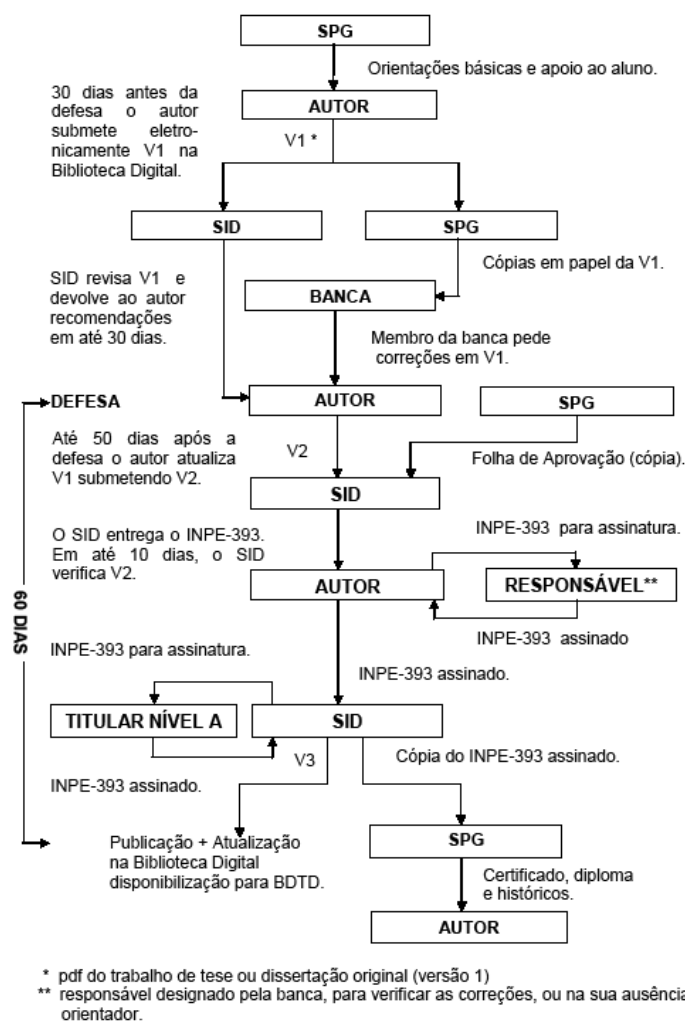 SPG
Orientações básicas e apoio ao aluno.
30 dias antes da
defesa o autor
submete eletro-
nicamente V1 na
Biblioteca Digital.
AUTOR
V1 *
SID
SPG
Cópias em papel da V1.
SID revisa V1 e
devolve ao autor
recomendações
em até 30 dias.
BANCA
Membro da banca pede
correções em V1.
DEFESA
AUTOR
SPG
Até 50 dias após a
defesa o autor atualiza
V1 submetendo V2.
V2
Folha de Aprovação (cópia).
SID
O SID entrega o INPE-393.
Em até 10 dias, o SID
verifica V2.
INPE-393 para assinatura.
AUTOR
RESPONSÁVEL**
INPE-393 assinado
60 DIAS
INPE-393 para assinatura.
INPE-393 assinado.
TITULAR NÍVEL A
SID
V3
Cópia do INPE-393 assinado.
INPE-393 assinado.
Publicação + Atualização
na Biblioteca Digital
disponibilização para BDTD.
SPG
Certificado, diploma
e históricos.
AUTOR
* pdf do trabalho de tese ou dissertação original (versão 1)
** responsável designado pela banca, para verificar as correções, ou na sua ausência
orientador.